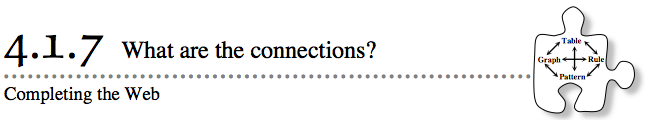 4.1.7 What are the connections?
Completing the Web
Table
Graph Rule
Pattern